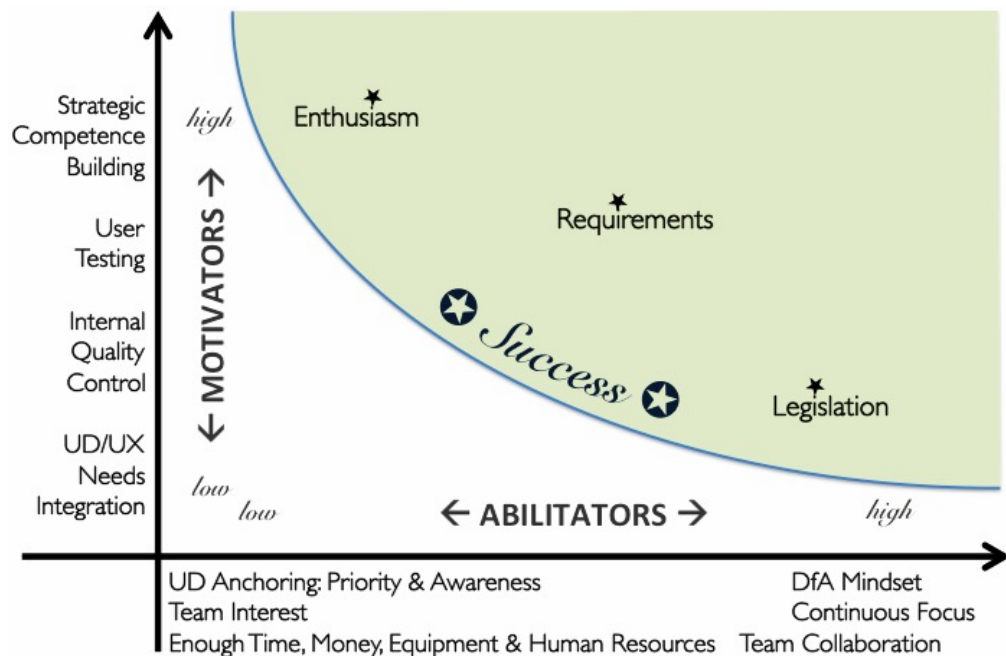 Strategic
Competence
Building
User
Testing
Internal
Quality
Control
UD/UX
Needs
Integration
high
← MOTIVATORS →
low
low
Enthusiasm
Requirements
Success
Legislation
← ABILITATORS →
high
UD Anchoring: Priority & Awareness
DfA Mindset
Team Interest
Continuous Focus
Enough Time, Money, Equipment & Human Resources
Team Collaboration